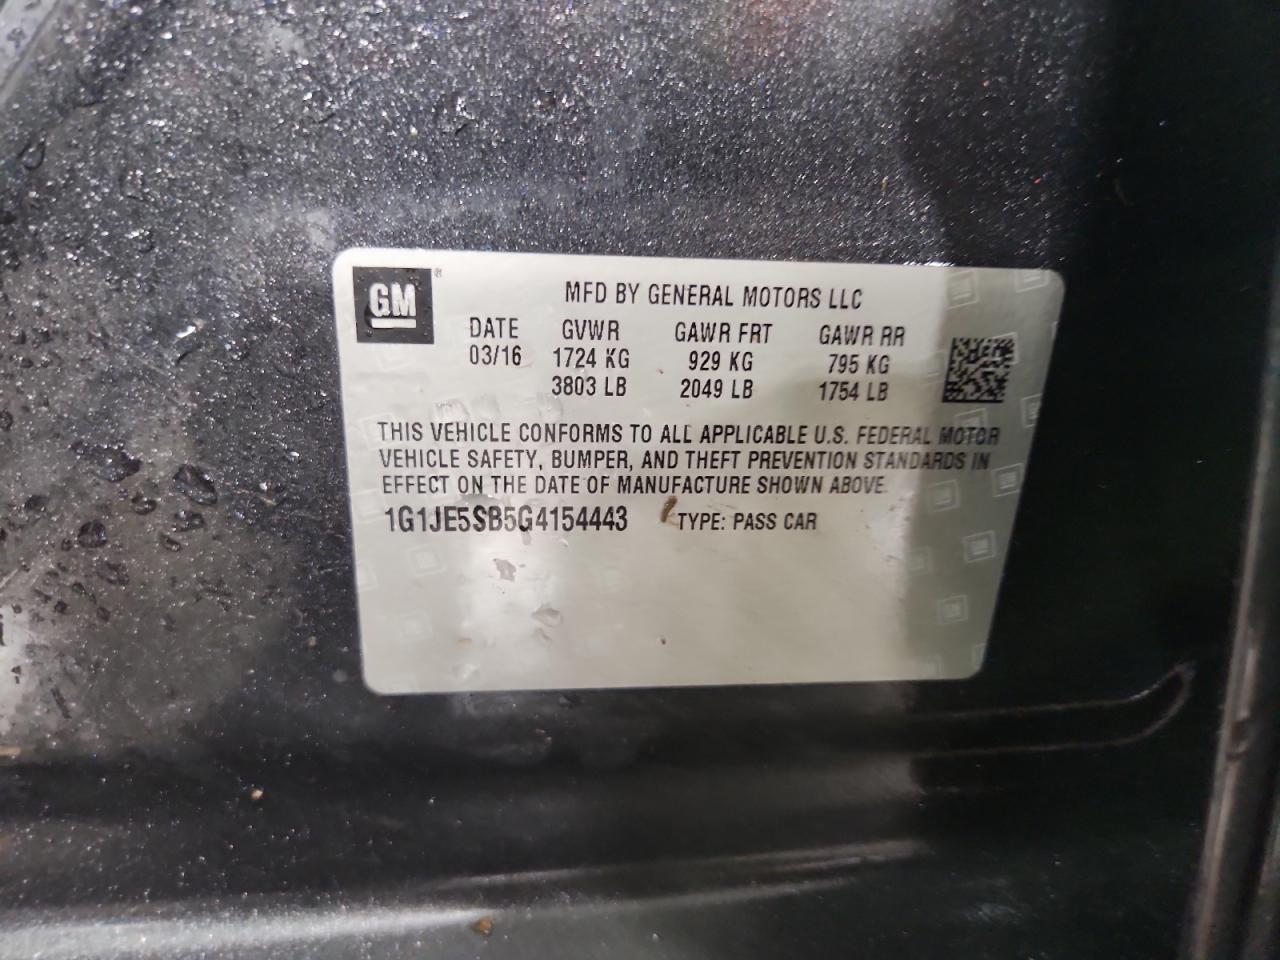 GM®
MFD BY GENERAL MOTORS LLC
DATE GVWR GAWR FRT GAWR RR
03/16 1724 KG 929 KG 795 KG
3803 LB 2049 LB 1754 LB
THIS VEHICLE CONFORMS TO ALL APPLICABLE U.S. FEDERAL MOTOR
VEHICLE SAFETY, BUMPER, AND THEFT PREVENTION STANDARDS IN
EFFECT ON THE DATE OF MANUFACTURE SHOWN ABOVE.
1G1JE5SB5G4154443 TYPE: PASS CAR